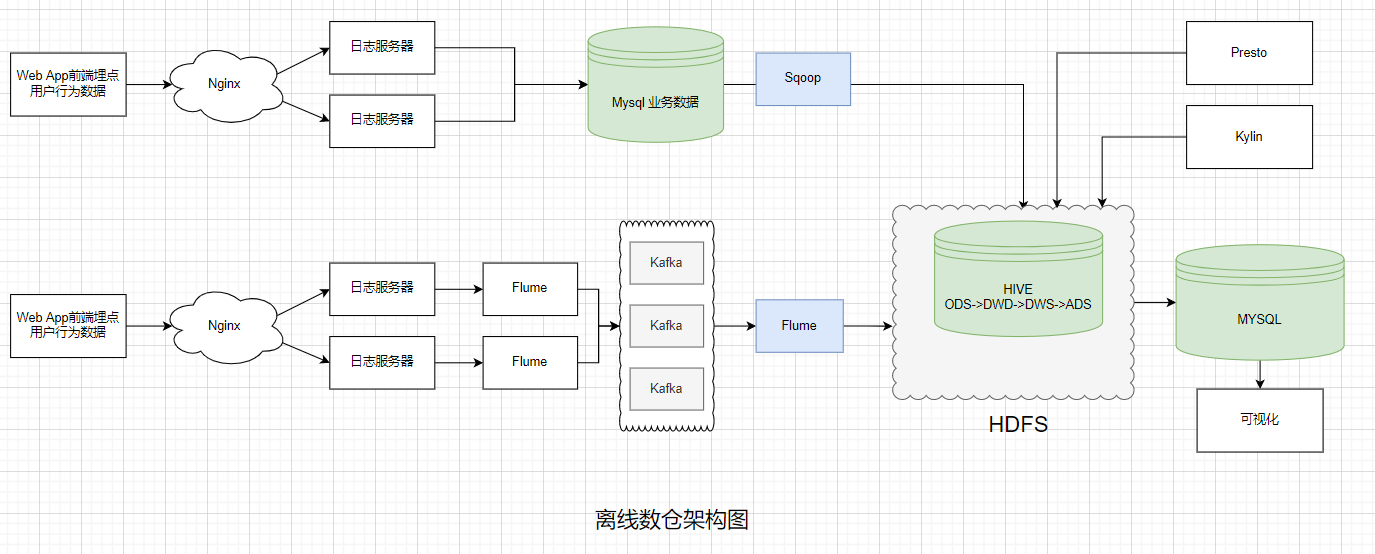 Web App前端埋点
用户行为数据
Nginx
日志服务器
日志服务器
Mysql 业务数据
Sqoop
Presto
Kylin
Web App前端埋点
用户行为数据
Nginx
日志服务器
日志服务器
Flume
Flume
Kafka
Kafka
Kafka
Flume
HIVE
ODS->DWD->DWS->ADS
HDFS
MYSQL
可视化
离线数仓架构图